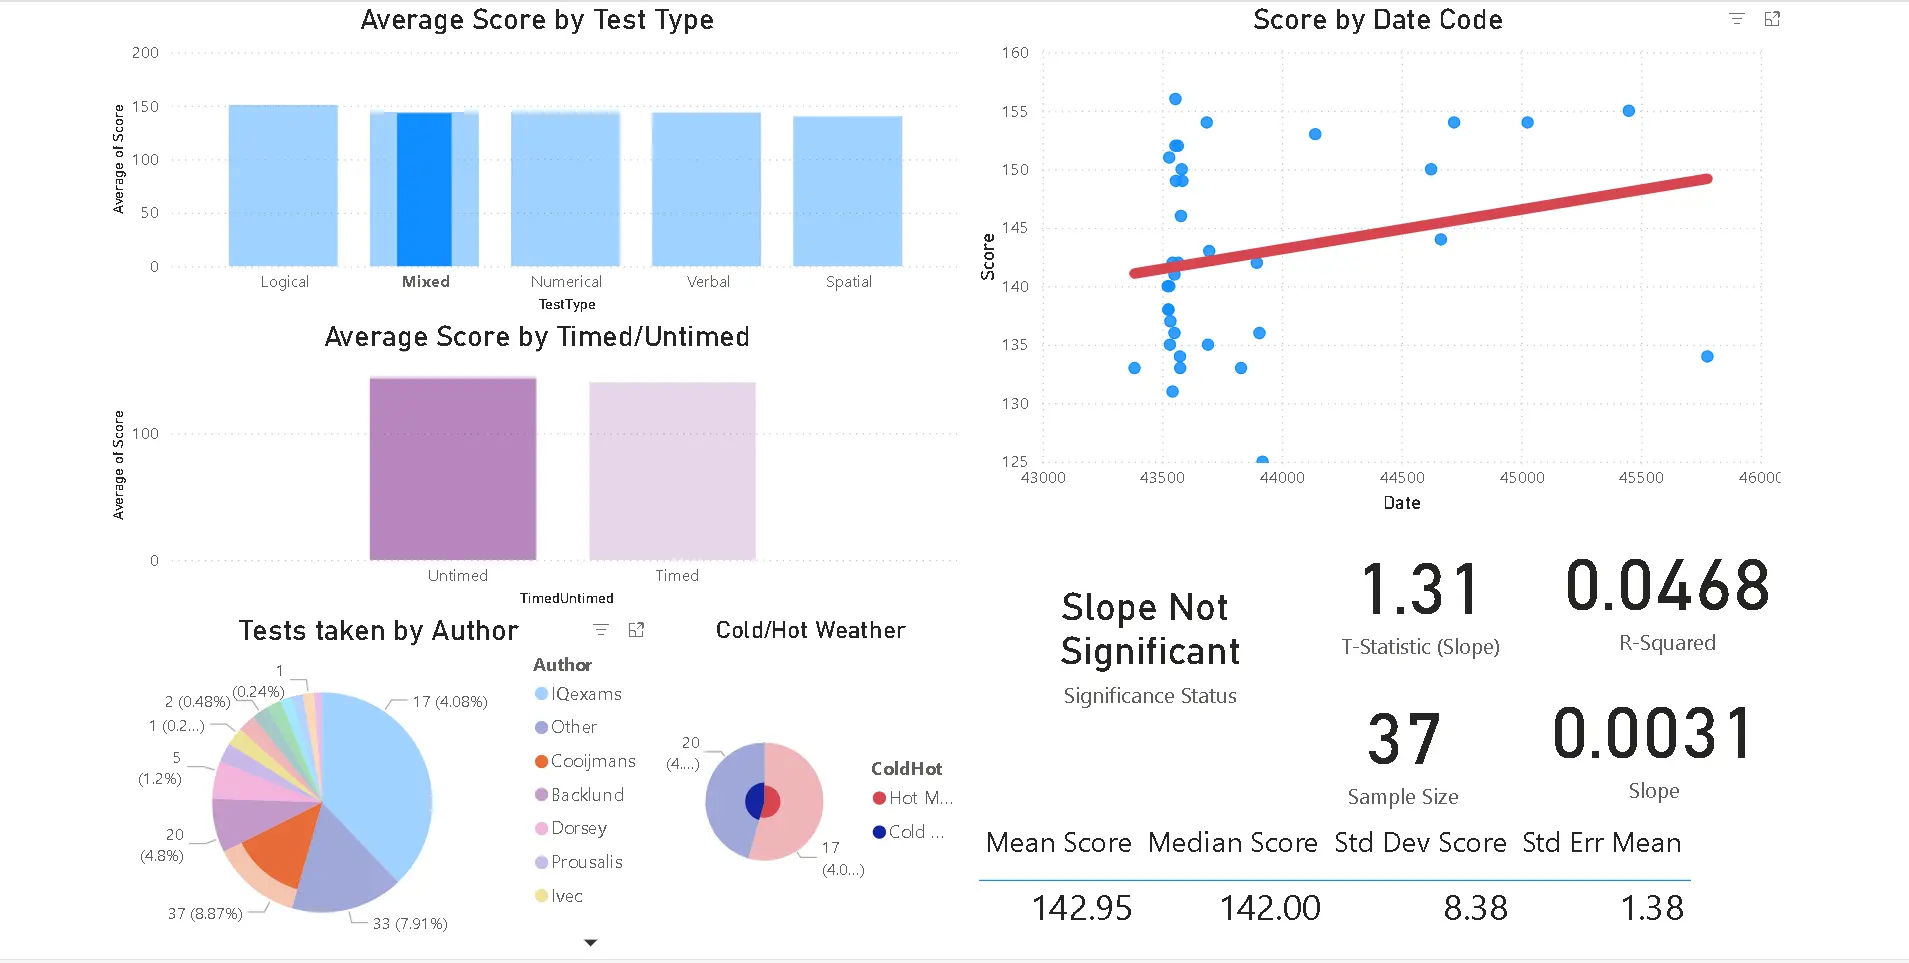 Average Score by Test Type
200
150
100
50
0
Average of Score
Logical
Mixed
Numerical
Verbal
Spatial
TestType
Average Score by Timed/Untimed
100
0
Average of Score
Untimed
Timed
TimedUntimed
Tests taken by Author
1
(0.24%)
2 (0.48%)
1 (0.2...)
5
(1.2%)
20
(4.8%)
37 (8.87%)
33 (7.91%)
17 (4.08%)
Author
IQexams
Other
Cooijmans
Backlund
Dorsey
Prousalis
Ivec
Cold/Hot Weather
20
(4....)
17
(4.0...)
ColdHot
Hot M...
Cold ...
Score by Date Code
160
155
150
145
140
135
130
125
Score
43000
43500
44000
44500
45000
45500
46000
Date
Slope Not
Significant
Significance Status
1.31
T-Statistic (Slope)
0.0468
R-Squared
37
Sample Size
0.0031
Slope
Mean Score Median Score Std Dev Score Std Err Mean
142.95 142.00 8.38 1.38